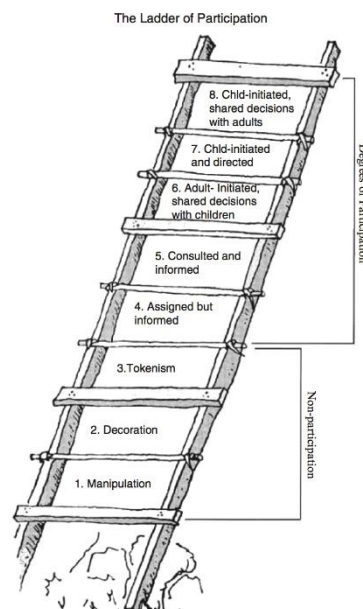 The Ladder of Participation
8. Chld-initiated,
shared decisions
with adults
7. Chld-initiated
and directed
6. Adult- Initiated,
shared decisions
with children
5. Consulted and
informed
4. Assigned but
informed
3.Tokenism
2. Decoration
1. Manipulation
Degrees of Participation
Non-participation